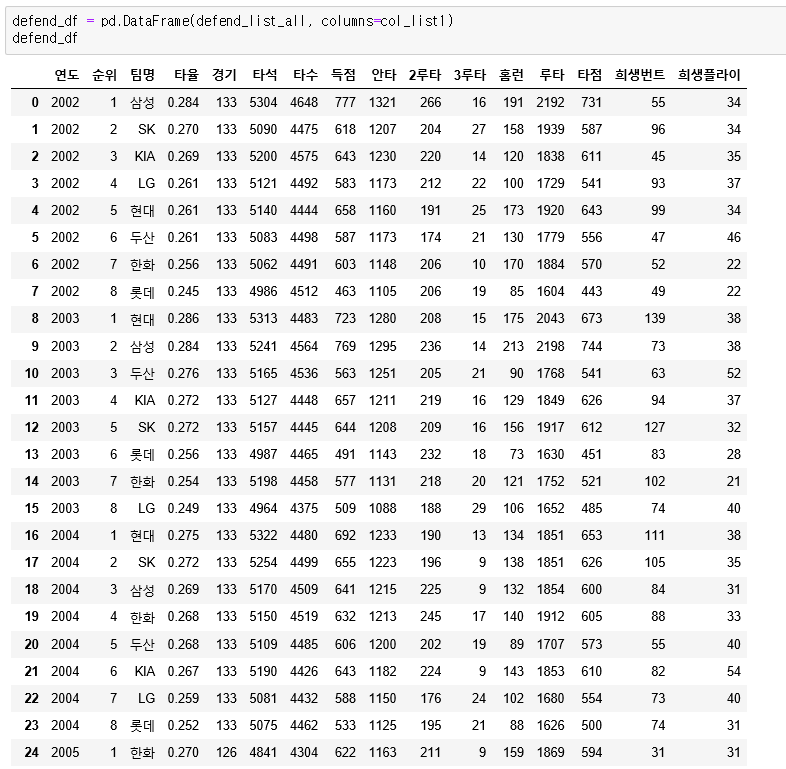 defend_df = pd.DataFrame(defend_list_all, columns=col_list1)
defend_df
연도 순위 팀명 타율 경기 타석 타수 득점 안타 2루타 3루타 홈런 루타 타점 희생번트 희생플라이
0 2002 1 삼성 0.284 133 5304 4648 777 1321 266 16 191 2192 731 55 34
1 2002 2 SK 0.270 133 5090 4475 618 1207 204 27 158 1939 587 96 34
2 2002 3 KIA 0.269 133 5200 4575 643 1230 220 14 120 1838 611 45 35
3 2002 4 LG 0.261 133 5121 4492 583 1173 212 22 100 1729 541 93 37
4 2002 5 현대 0.261 133 5140 4444 658 1160 191 25 173 1920 643 99 34
5 2002 6 두산 0.261 133 5083 4498 587 1173 174 21 130 1779 556 47 46
6 2002 7 한화 0.256 133 5062 4491 603 1148 206 10 170 1884 570 52 22
7 2002 8 롯데 0.245 133 4986 4512 463 1105 206 19 85 1604 443 49 22
8 2003 1 현대 0.286 133 5313 4483 723 1280 208 15 175 2043 673 139 38
9 2003 2 삼성 0.284 133 5241 4564 769 1295 236 14 213 2198 744 73 38
10 2003 3 두산 0.276 133 5165 4536 563 1251 205 21 90 1768 541 63 52
11 2003 4 KIA 0.272 133 5127 4448 657 1211 219 16 129 1849 626 94 37
12 2003 5 SK 0.272 133 5157 4445 644 1208 209 16 156 1917 612 127 32
13 2003 6 롯데 0.256 133 4987 4465 491 1143 232 18 73 1630 451 83 28
14 2003 7 한화 0.254 133 5198 4458 577 1131 218 20 121 1752 521 102 21
15 2003 8 LG 0.249 133 4964 4375 509 1088 188 29 106 1652 485 74 40
16 2004 1 현대 0.275 133 5322 4480 692 1233 190 13 134 1851 653 111 38
17 2004 2 SK 0.272 133 5254 4499 655 1223 196 9 138 1851 626 105 35
18 2004 3 삼성 0.269 133 5170 4509 641 1215 225 9 132 1854 600 84 31
19 2004 4 한화 0.268 133 5150 4519 632 1213 245 17 140 1912 605 88 33
20 2004 5 두산 0.268 133 5109 4485 606 1200 202 19 89 1707 573 55 40
21 2004 6 KIA 0.267 133 5190 4426 643 1182 224 9 143 1853 610 82 54
22 2004 7 LG 0.259 133 5081 4432 588 1150 176 24 102 1680 554 73 40
23 2004 8 롯데 0.252 133 5075 4462 533 1125 195 21 88 1626 500 74 31
24 2005 1 한화 0.270 126 4841 4304 622 1163 211 9 159 1869 594 31 31